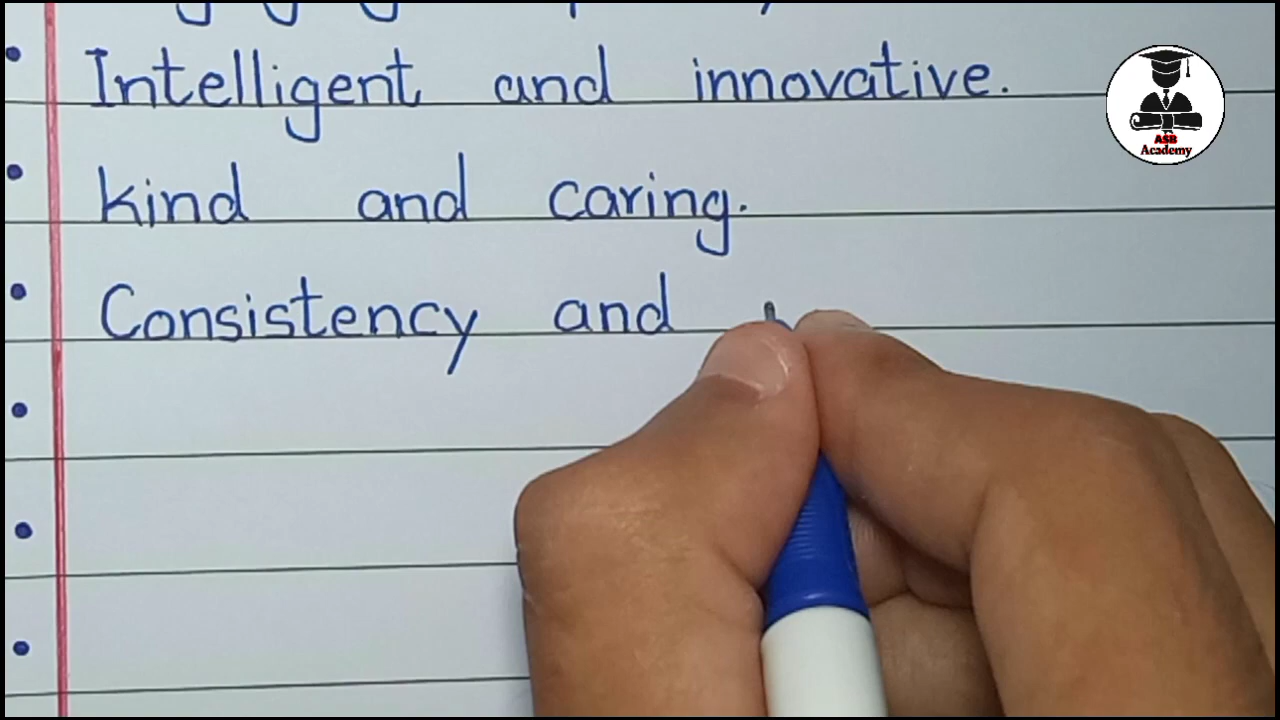 Intelligent and innovative.
kind and caring.
Consistency and
ASB
Academy